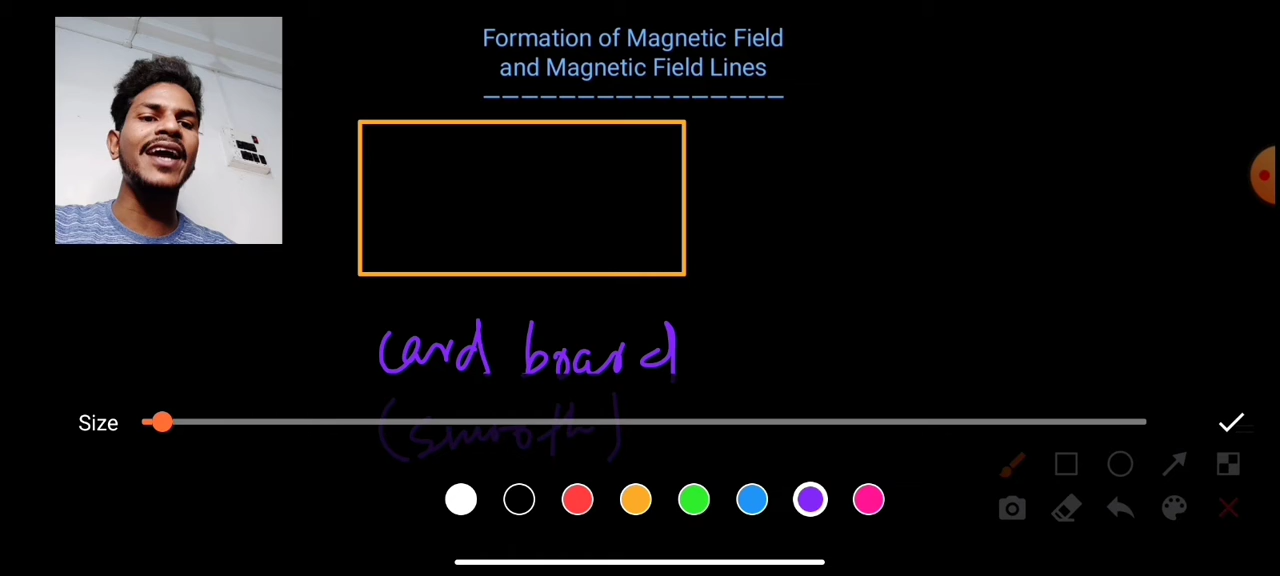 Formation of Magnetic Field
and Magnetic Field Lines
card board
(smooth)
Size